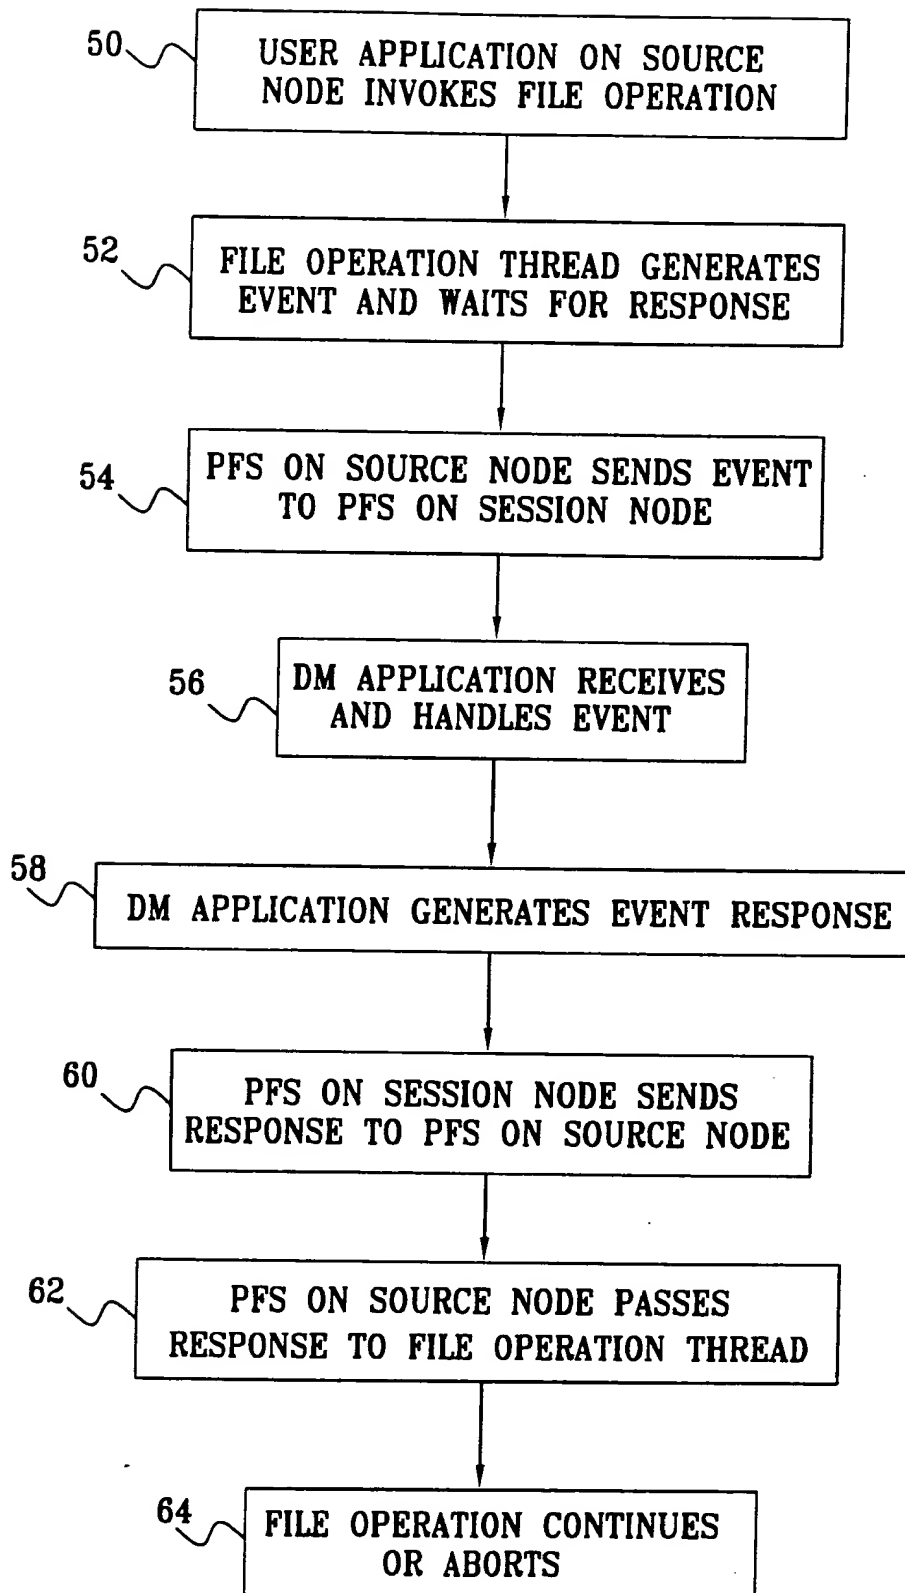 50
USER APPLICATION ON SOURCE
NODE INVOKES FILE OPERATION
52
FILE OPERATION THREAD GENERATES
EVENT AND WAITS FOR RESPONSE
54
PFS ON SOURCE NODE SENDS EVENT
TO PFS ON SESSION NODE
56
DM APPLICATION RECEIVES
AND HANDLES EVENT
58
DM APPLICATION GENERATES EVENT RESPONSE
60
PFS ON SESSION NODE SENDS
RESPONSE TO PFS ON SOURCE NODE
62
PFS ON SOURCE NODE PASSES
RESPONSE TO FILE OPERATION THREAD
64
FILE OPERATION CONTINUES
OR ABORTS